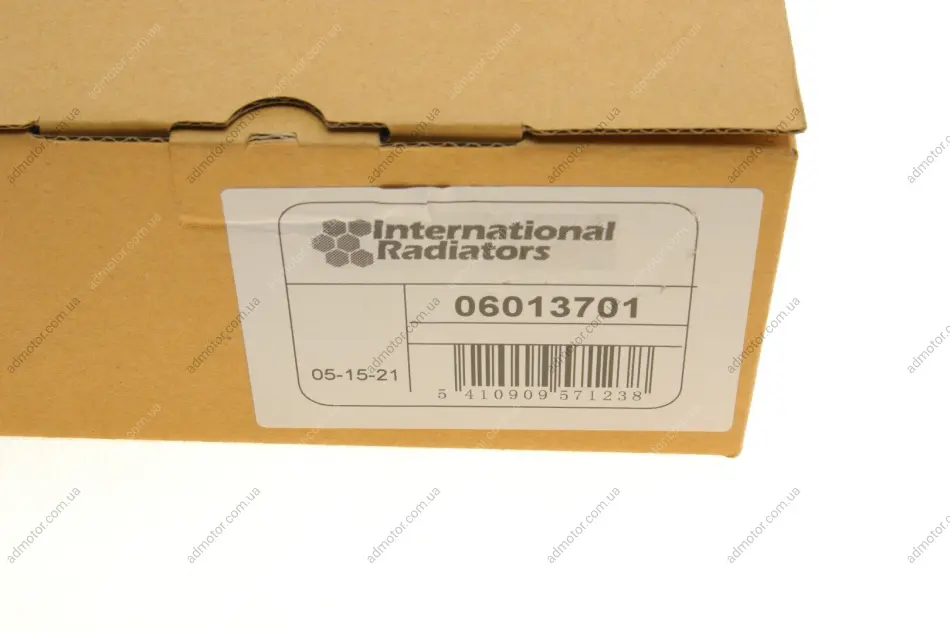 International
Radiators
06013701
05-15-21
5 410909 571238
admotor.com.ua